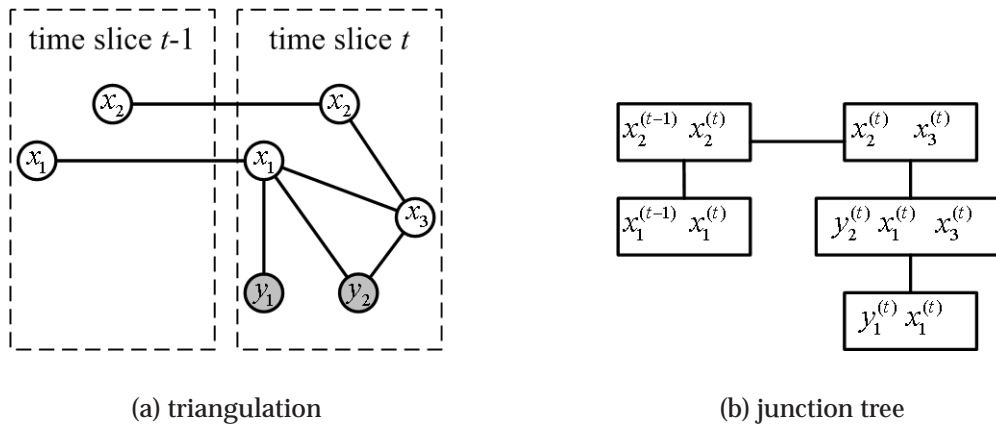 time slice t-1
time slice t
x₂ x₂
x₁ x₁
x₃
y₁ y₂
x₂⁽ᵗ⁻¹⁾ x₂⁽ᵗ⁾
x₂⁽ᵗ⁾ x₃⁽ᵗ⁾
x₁⁽ᵗ⁻¹⁾ x₁⁽ᵗ⁾
y₂⁽ᵗ⁾ x₁⁽ᵗ⁾ x₃⁽ᵗ⁾
y₁⁽ᵗ⁾ x₁⁽ᵗ⁾
(a) triangulation
(b) junction tree